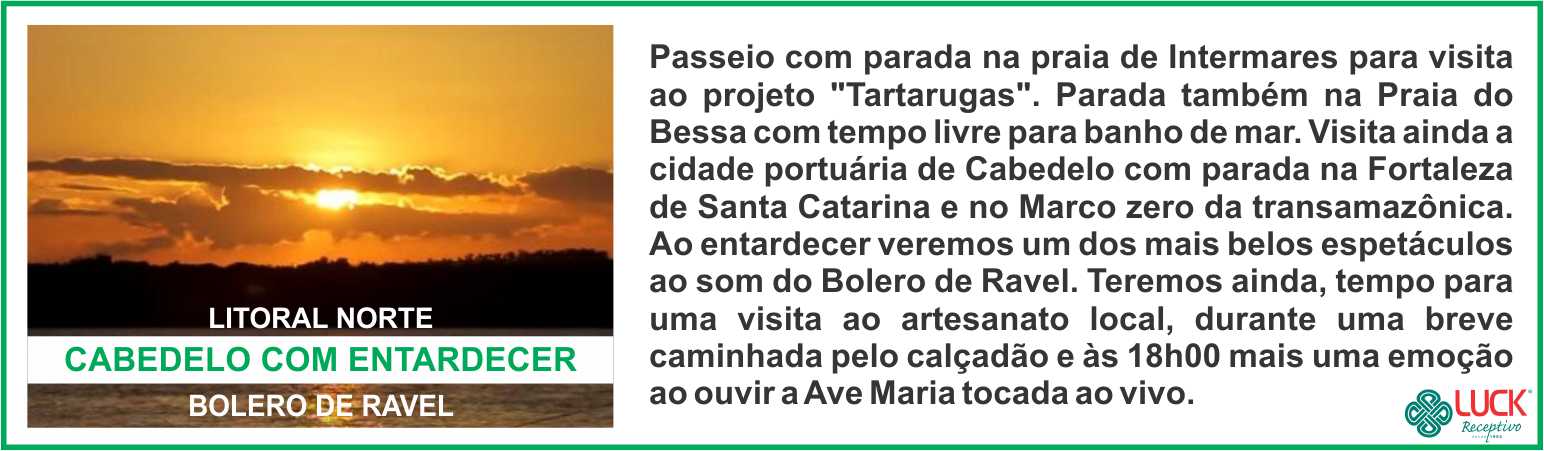 LITORAL NORTE
CABEDELO COM ENTARDECER
BOLERO DE RAVEL
Passeio com parada na praia de Intermares para visita
ao projeto "Tartarugas". Parada também na Praia do
Bessa com tempo livre para banho de mar. Visita ainda a
cidade portuária de Cabedelo com parada na Fortaleza
de Santa Catarina e no Marco zero da transamazônica.
Ao entardecer veremos um dos mais belos espetáculos
ao som do Bolero de Ravel. Teremos ainda, tempo para
uma visita ao artesanato local, durante uma breve
caminhada pelo calçadão e às 18h00 mais uma emoção
ao ouvir a Ave Maria tocada ao vivo.
LUCK
Receptivo